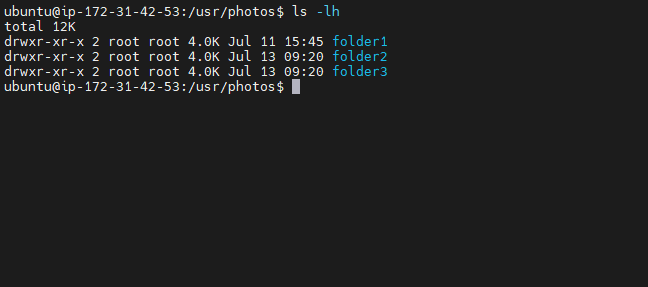 ubuntu@ip-172-31-42-53:/usr/photos$ ls -lh
total 12K
drwxr-xr-x 2 root root 4.0K Jul 11 15:45 folder1
drwxr-xr-x 2 root root 4.0K Jul 13 09:20 folder2
drwxr-xr-x 2 root root 4.0K Jul 13 09:20 folder3
ubuntu@ip-172-31-42-53:/usr/photos$